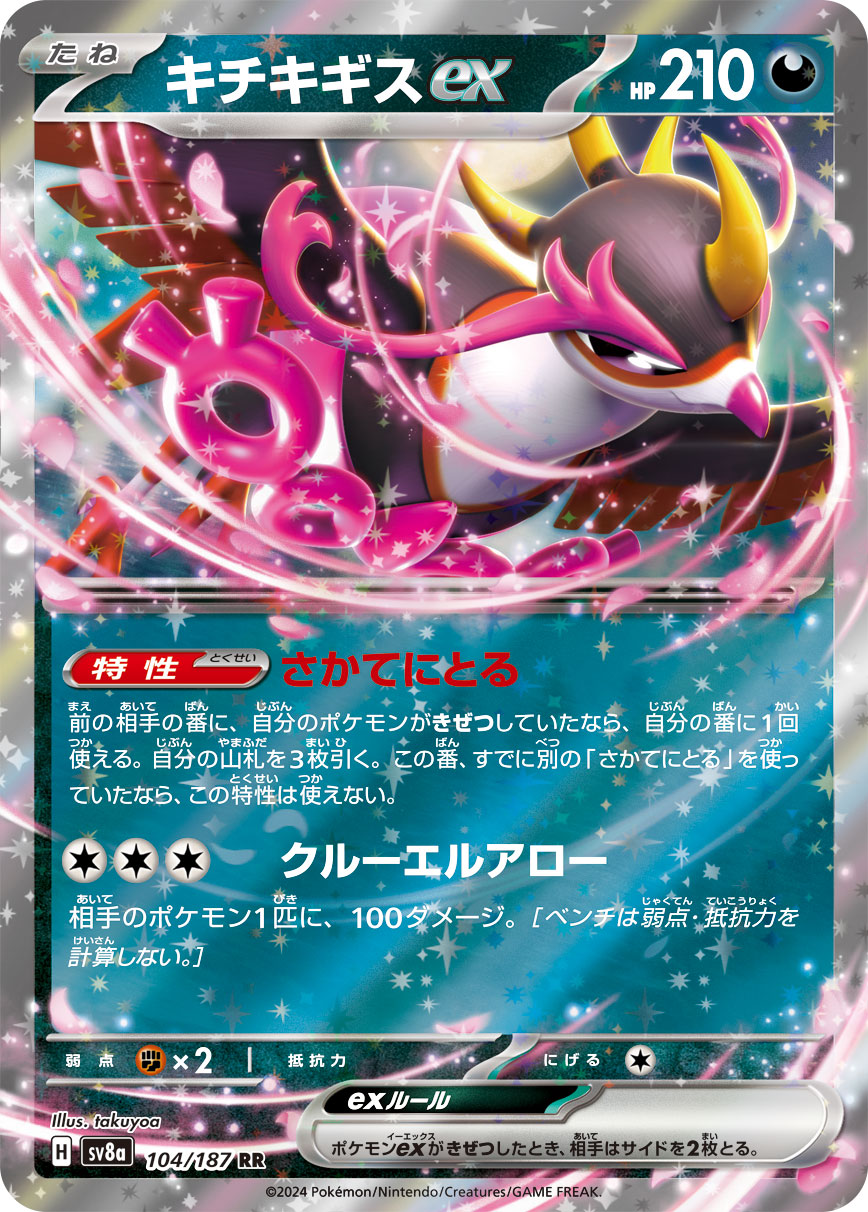 たね
キチキギスex
HP210
特性 とくせい さかてにとる
前の相手の番に、自分のポケモンがきぜつしていたなら、自分の番に1回
使える。自分の山札を3枚引く。この番、すでに別の「さかてにとる」を使っ
ていたなら、この特性は使えない。
クルーエルアロー
相手のポケモン1匹に、100ダメージ。[ベンチは弱点・抵抗力を
計算しない。]
弱点 ×2 抵抗力 にげる
exルール
ポケモンexがきぜつしたとき、相手はサイドを2枚とる。
Illus. takuyoa
H sv8a 104/187 RR
©2024 Pokémon/Nintendo/Creatures/GAME FREAK.